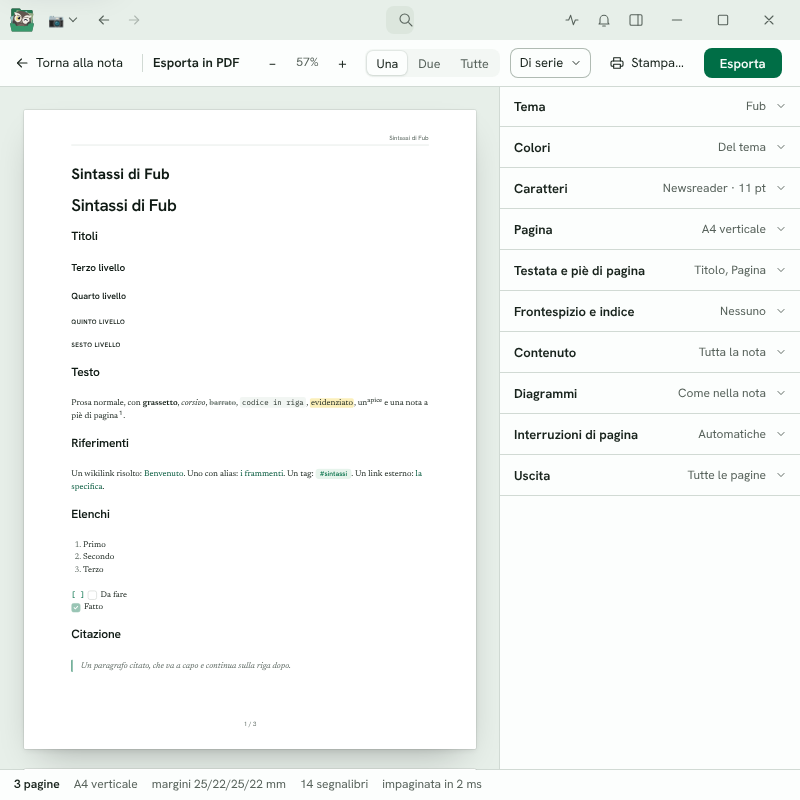 Torna alla nota
Esporta in PDF
− 57% +
Una Due Tutte
Di serie
Stampa...
Esporta
Sintassi di Fub
Sintassi di Fub
Sintassi di Fub
Titoli
Terzo livello
Quarto livello
QUINTO LIVELLO
SESTO LIVELLO
Testo
Prosa normale, con grassetto, corsivo, barrato, codice in riga, evidenziato, unapice e una nota a
piè di pagina1.
Riferimenti
Un wikilink risolto: Benvenuto. Uno con alias: i frammenti. Un tag: #sintassi. Un link esterno: la
specifica.
Elenchi
1. Primo
2. Secondo
3. Terzo
[ ] Da fare
Fatto
Citazione
Un paragrafo citato, che va a capo e continua sulla riga dopo.
1 / 3
Tema Fub
Colori Del tema
Caratteri Newsreader · 11 pt
Pagina A4 verticale
Testata e piè di pagina Titolo, Pagina
Frontespizio e indice Nessuno
Contenuto Tutta la nota
Diagrammi Come nella nota
Interruzioni di pagina Automatiche
Uscita Tutte le pagine
3 pagine A4 verticale margini 25/22/25/22 mm 14 segnalibri impaginata in 2 ms